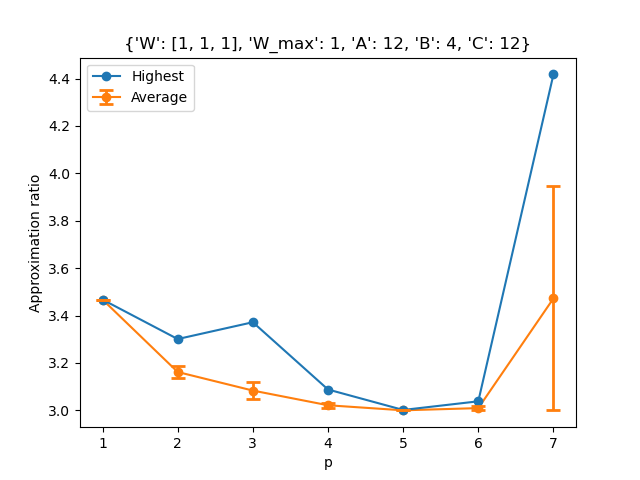 {'W': [1, 1, 1], 'W_max': 1, 'A': 12, 'B': 4, 'C': 12}
Highest
Average
Approximation ratio
4.4
4.2
4.0
3.8
3.6
3.4
3.2
3.0
1 2 3 4 5 6 7
p